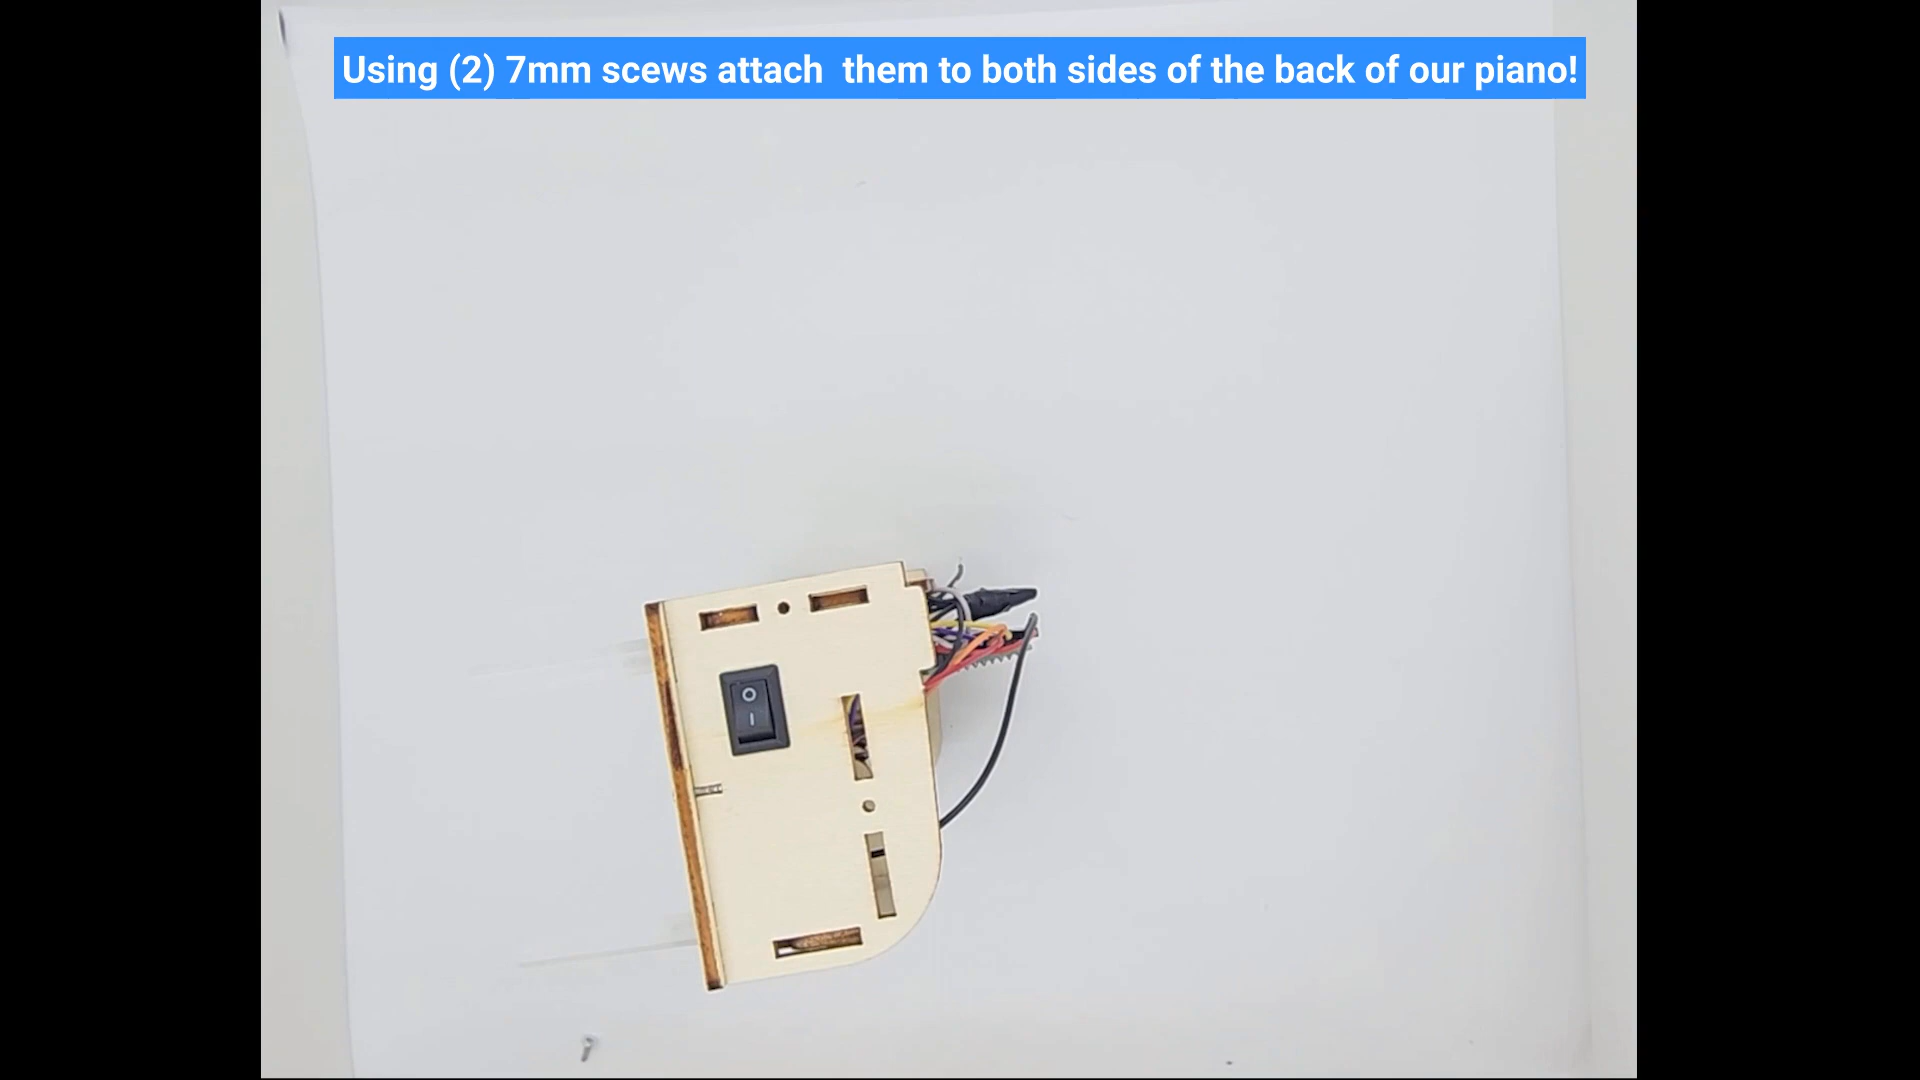 Using (2) 7mm scews attach  them to both sides of the back of our piano!